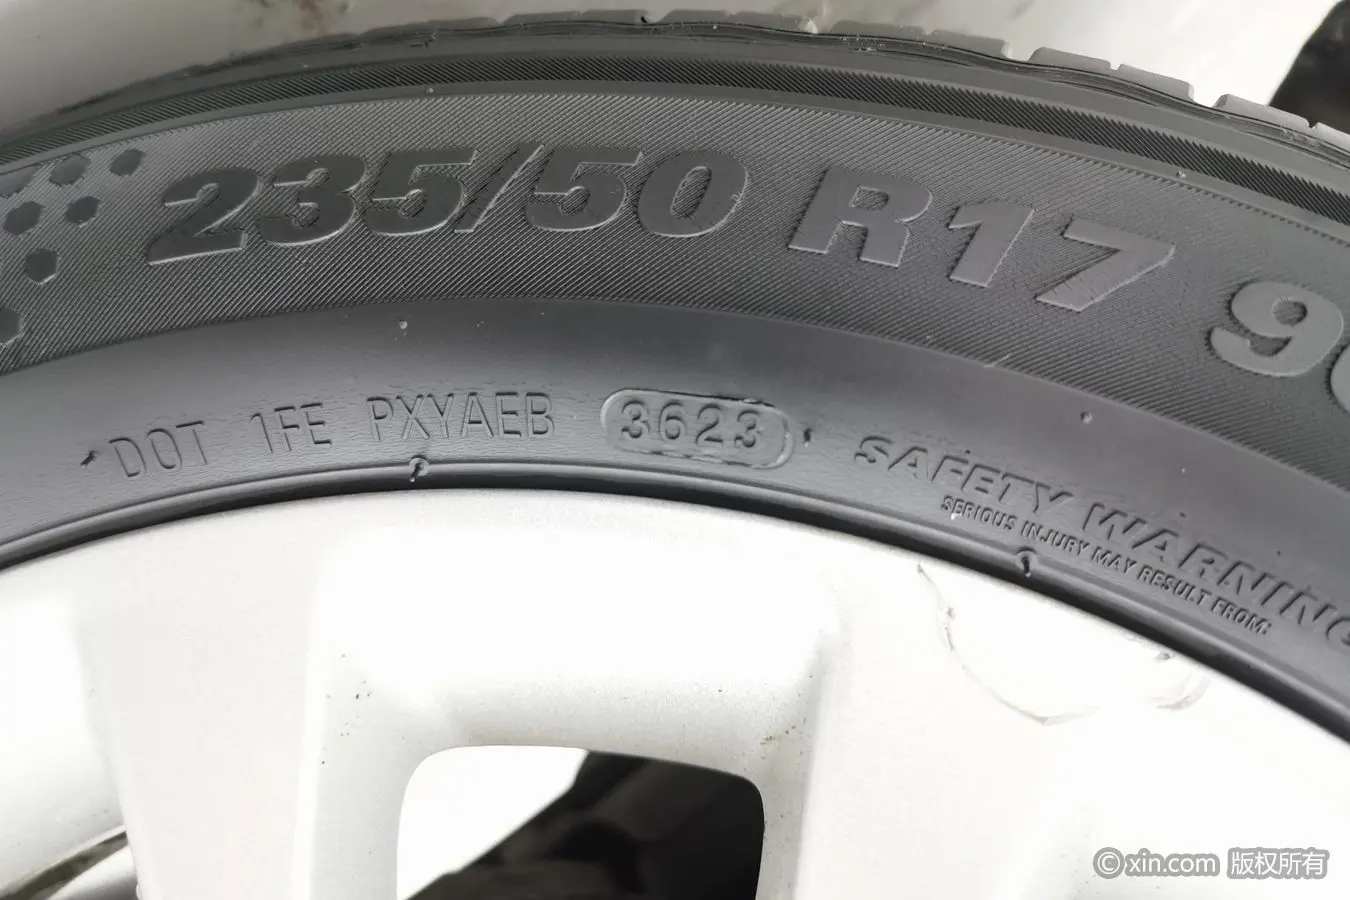 235/50 R17 9
DOT 1FE PXYAEB 3623
SAFETY WARNING
SERIOUS INJURY MAY RESULT FROM:
©xin.com 版权所有